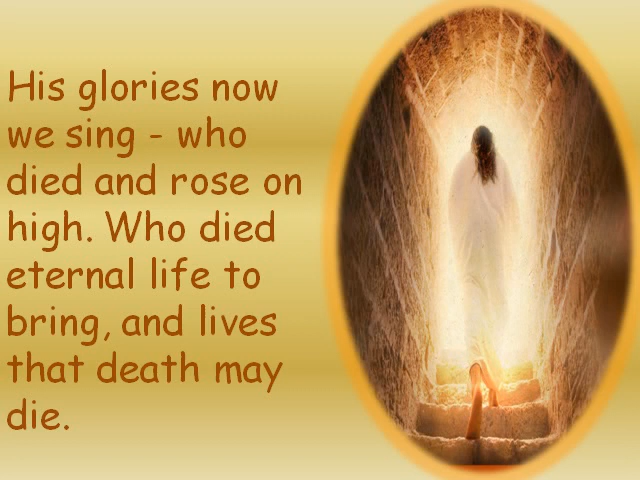 His glories now
we sing - who
died and rose on
high. Who died
eternal life to
bring, and lives
that death may
die.